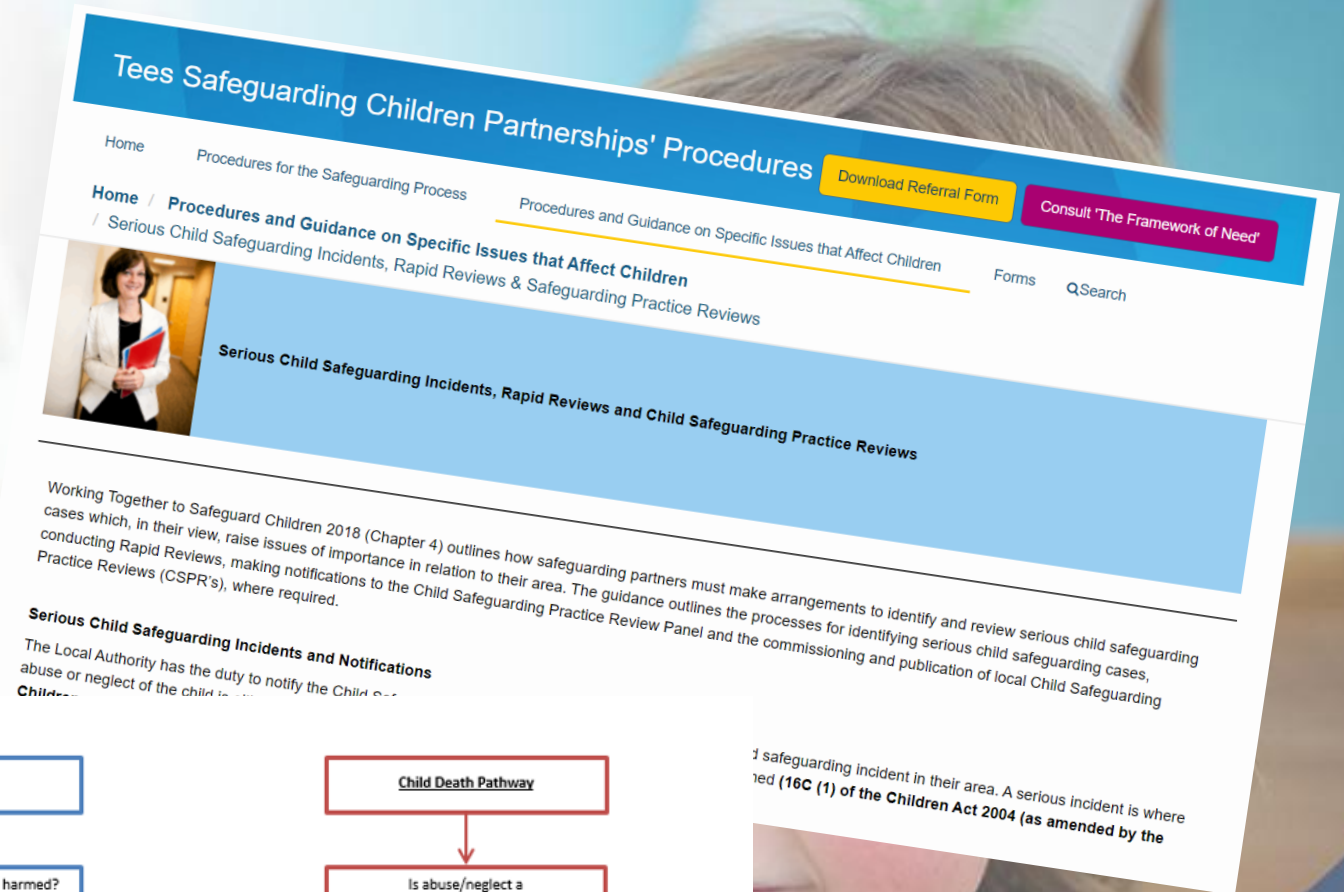 Tees Safeguarding Children Partnerships' Procedures
Download Referral Form
Consult 'The Framework of Need'
Home
Procedures for the Safeguarding Process
Procedures and Guidance on Specific Issues that Affect Children
Forms
Search
Home / Procedures and Guidance on Specific Issues that Affect Children
/ Serious Child Safeguarding Incidents, Rapid Reviews & Safeguarding Practice Reviews
Serious Child Safeguarding Incidents, Rapid Reviews and Child Safeguarding Practice Reviews
Working Together to Safeguard Children 2018 (Chapter 4) outlines how safeguarding partners must make arrangements to identify and review serious child safeguarding
cases which, in their view, raise issues of importance in relation to their area. The guidance outlines the processes for identifying serious child safeguarding cases,
conducting Rapid Reviews, making notifications to the Child Safeguarding Practice Review Panel and the commissioning and publication of local Child Safeguarding
Practice Reviews (CSPR's), where required.
Serious Child Safeguarding Incidents and Notifications
The Local Authority has the duty to notify the Child
abuse or neglect of the child
safeguarding incident in their area. A serious incident is where
(16C (1) of the Children Act 2004 (as amended by the
Child Death Pathway
harmed?
Is abuse/neglect a